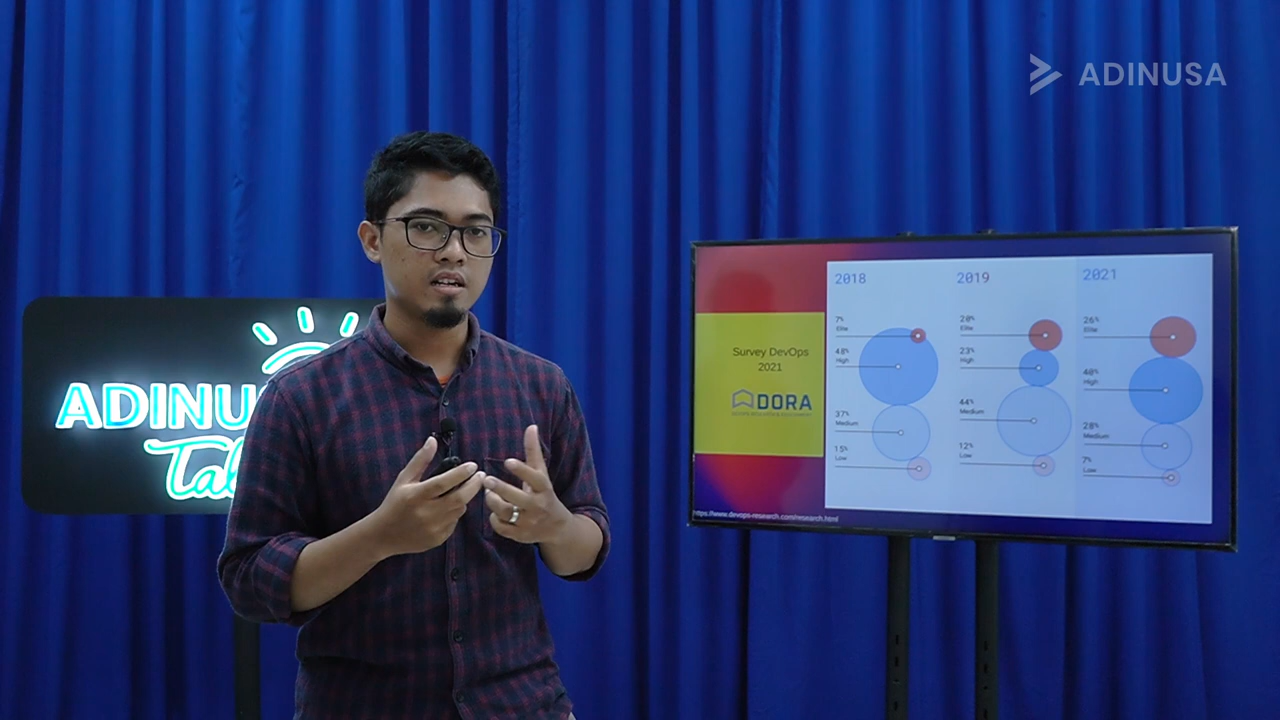 ADINUSA
ADINU
Tal
Survey DevOps
2021
DORA
https://www.devops-research.com/research.html
2018
7%
Elite
48%
High
37%
Medium
15%
Low
2019
20%
Elite
23%
High
44%
Medium
12%
Low
2021
26%
Elite
40%
High
28%
Medium
7%
Low